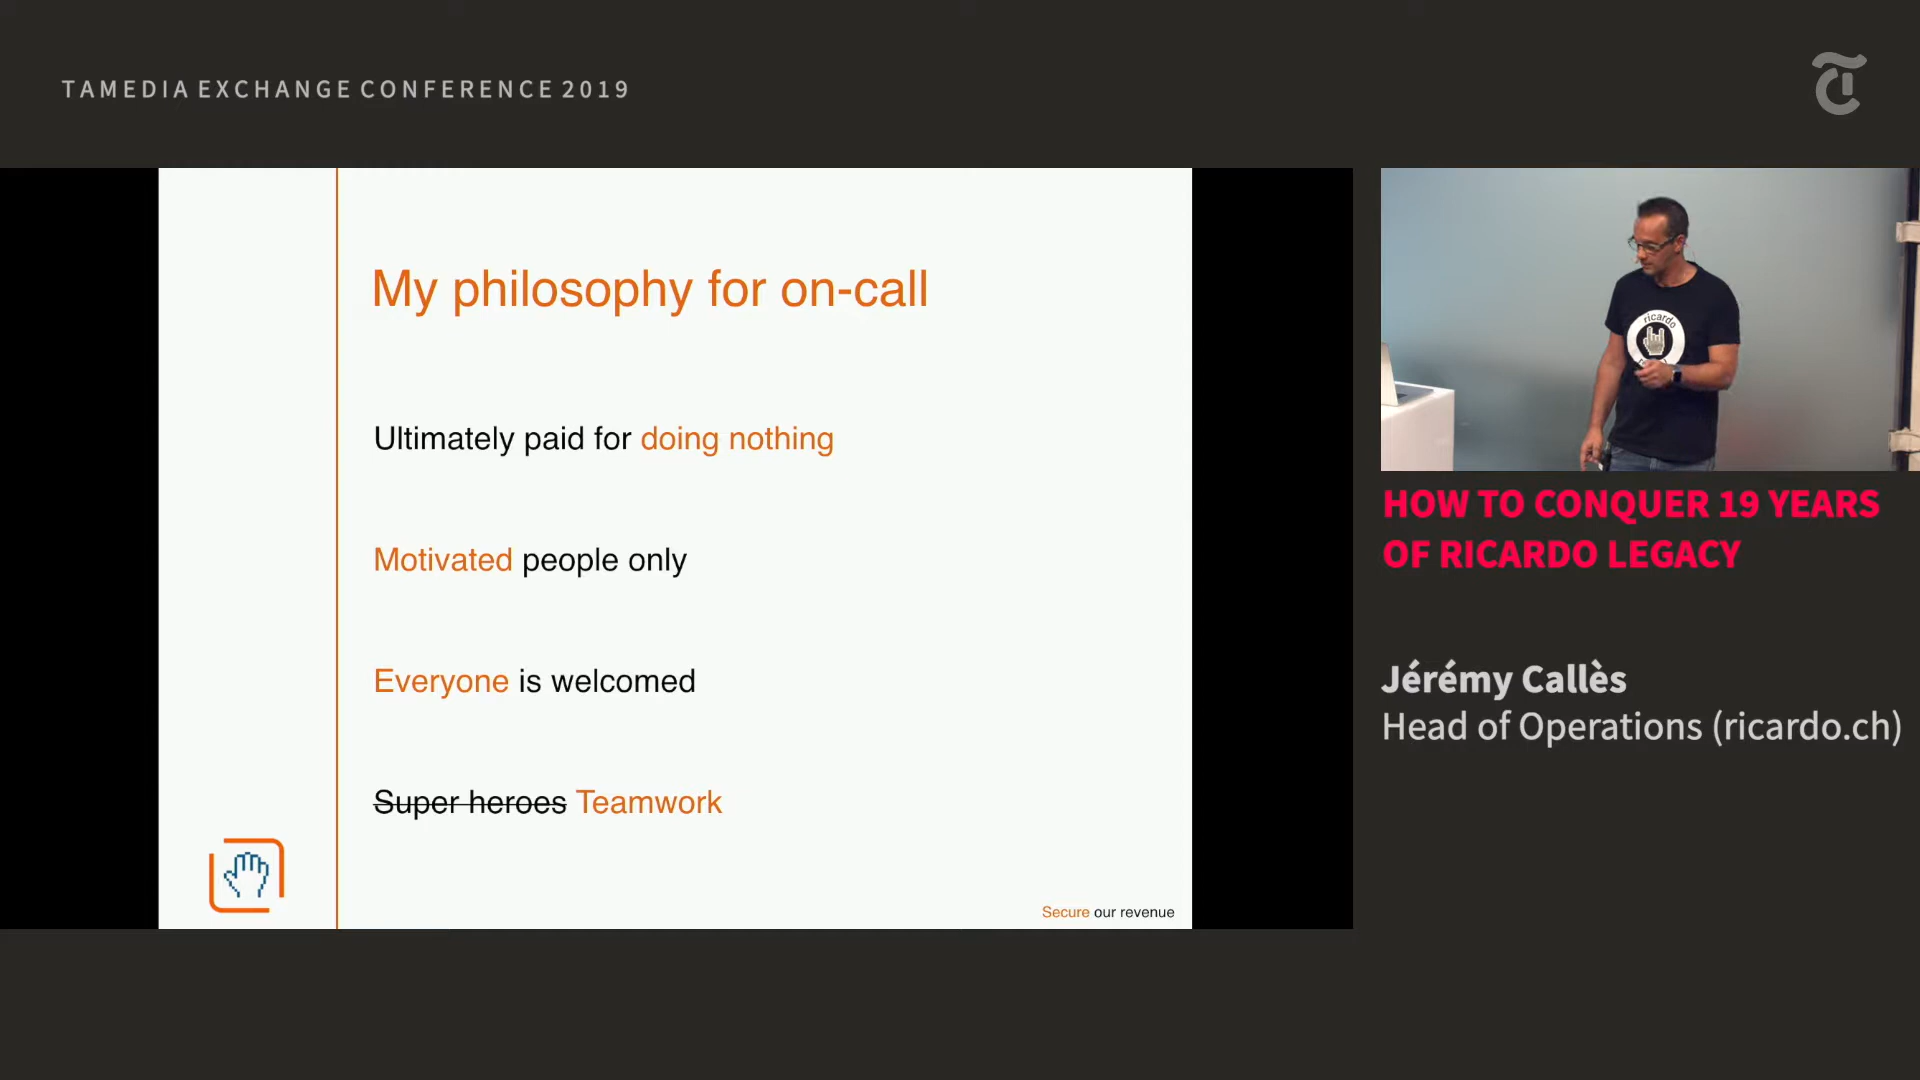 TAMEDIA EXCHANGE CONFERENCE 2019
My philosophy for on-call
Ultimately paid for doing nothing
Motivated people only
Everyone is welcomed
Super heroes Teamwork
Secure our revenue
ricardo
HOW TO CONQUER 19 YEARS
OF RICARDO LEGACY
Jérémy Callès
Head of Operations (ricardo.ch)